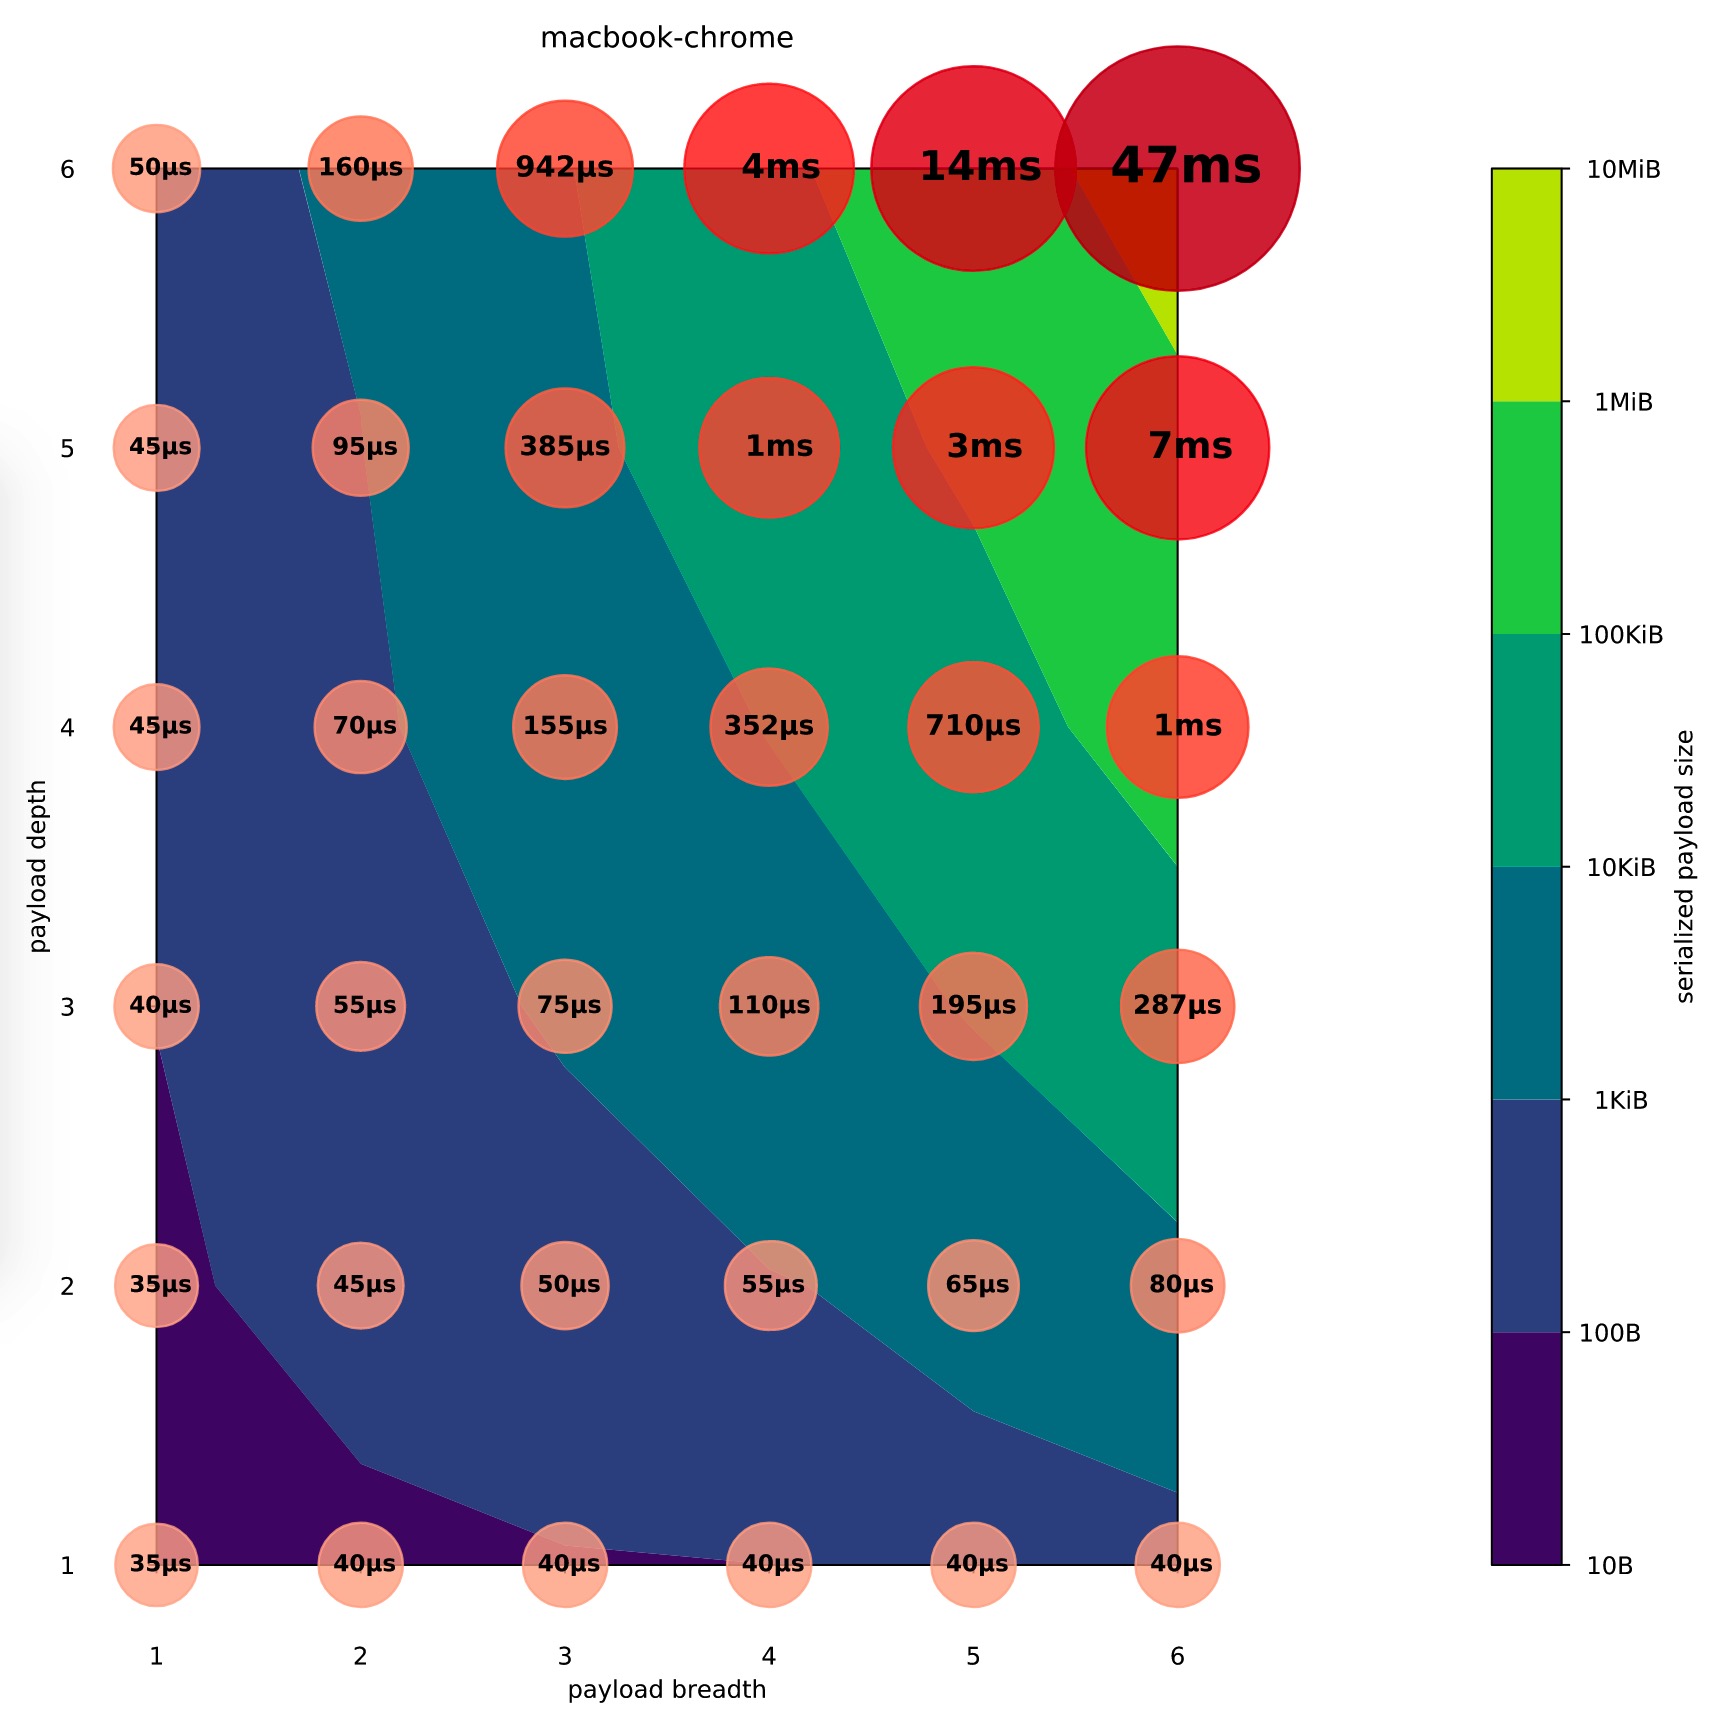 macbook-chrome
6
50µs
160µs
942µs
4ms
14ms
47ms
5
45µs
95µs
385µs
1ms
3ms
7ms
4
45µs
70µs
155µs
352µs
710µs
1ms
3
40µs
55µs
75µs
110µs
195µs
287µs
2
35µs
45µs
50µs
55µs
65µs
80µs
1
35µs
40µs
40µs
40µs
40µs
40µs
1
2
3
4
5
6
payload breadth
payload depth
10MiB
1MiB
100KiB
10KiB
1KiB
100B
10B
serialized payload size